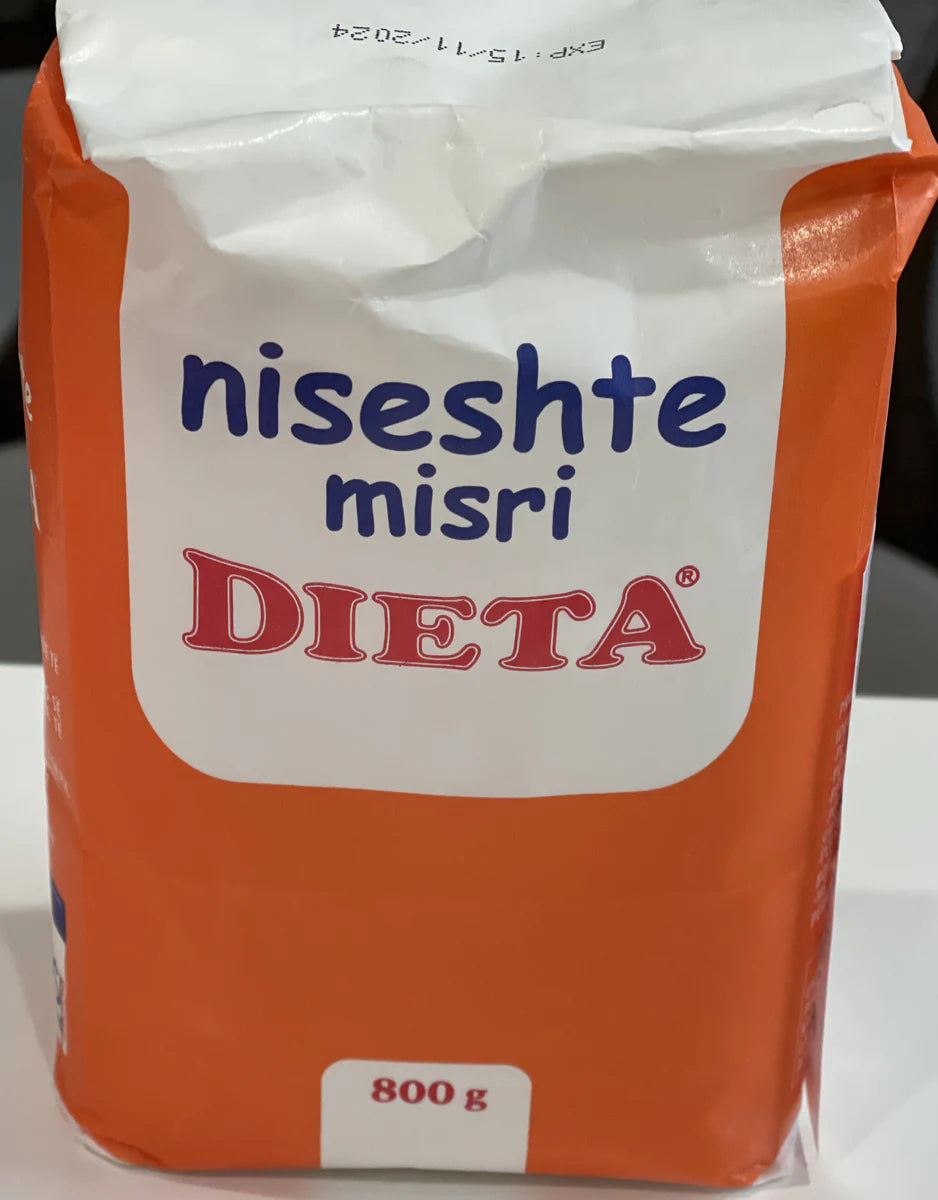 EXP:15/11/2024
niseshte
misri
DIETA®
800 g